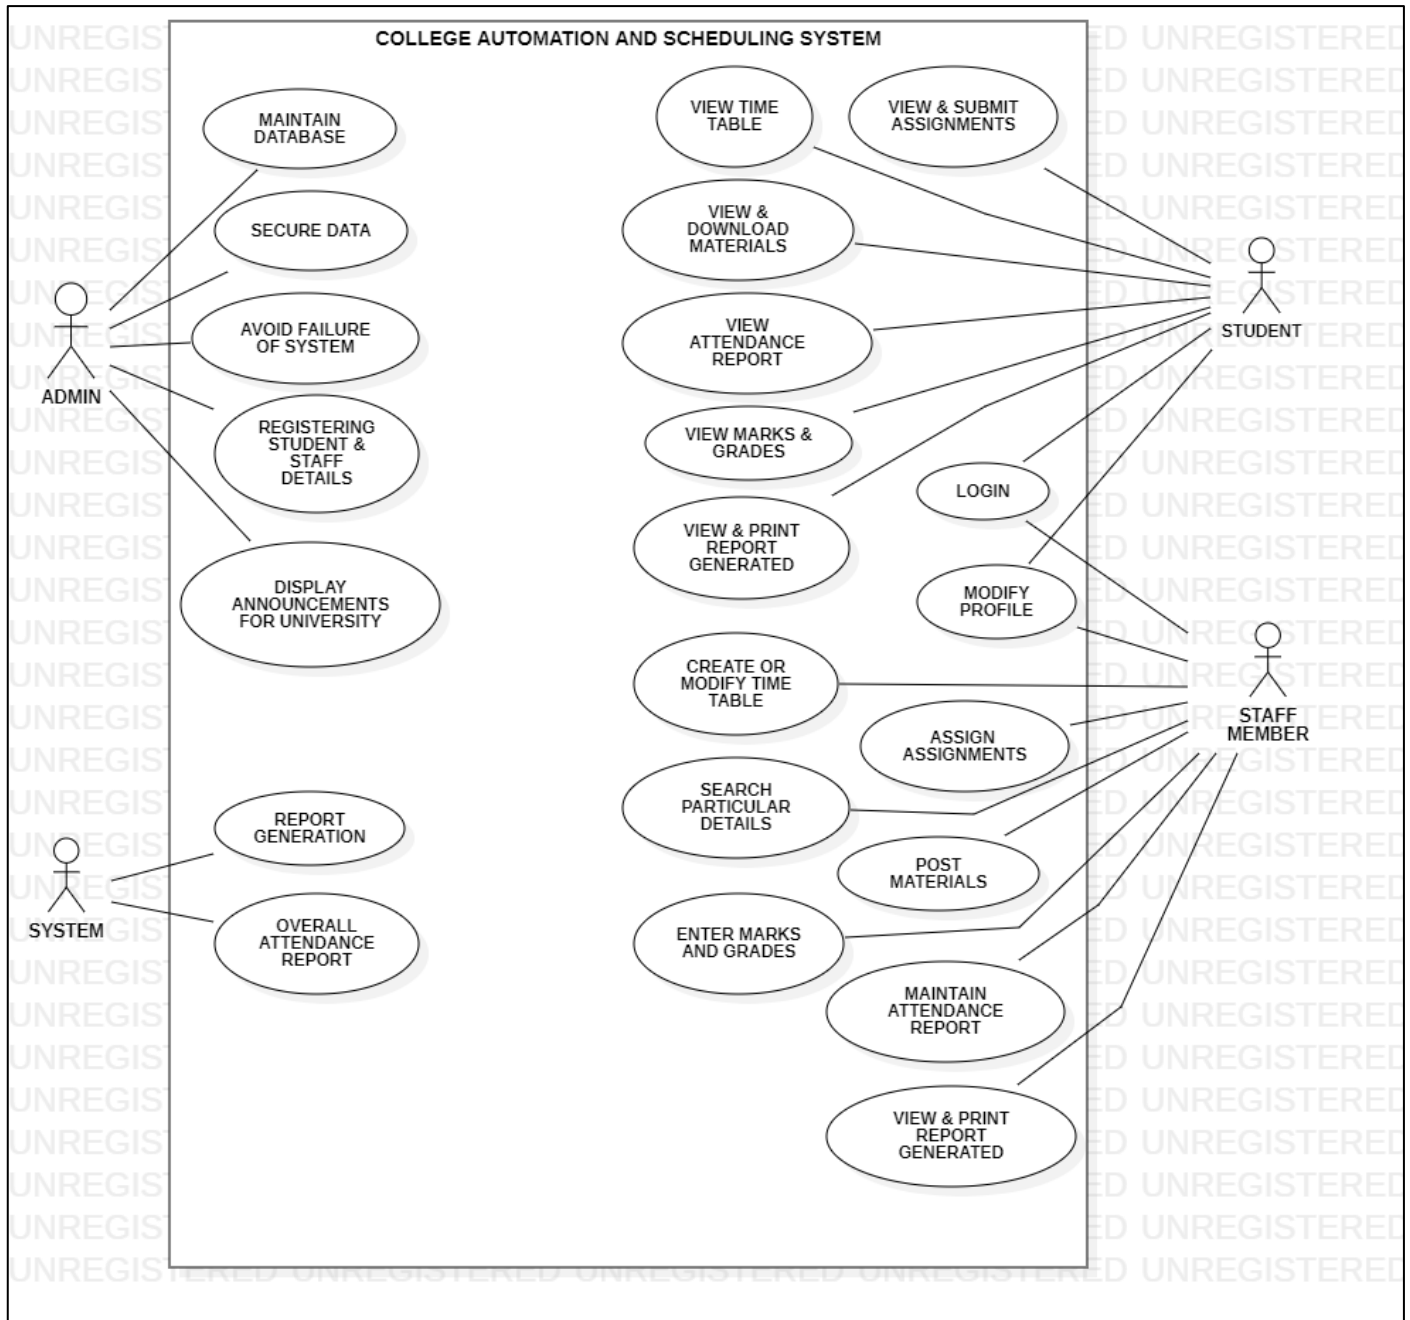 COLLEGE AUTOMATION AND SCHEDULING SYSTEM
MAINTAIN
DATABASE
SECURE DATA
AVOID FAILURE
OF SYSTEM
REGISTERING
STUDENT &
STAFF
DETAILS
DISPLAY
ANNOUNCEMENTS
FOR UNIVERSITY
ADMIN
REPORT
GENERATION
OVERALL
ATTENDANCE
REPORT
SYSTEM
VIEW TIME
TABLE
VIEW & SUBMIT
ASSIGNMENTS
VIEW &
DOWNLOAD
MATERIALS
VIEW
ATTENDANCE
REPORT
VIEW MARKS &
GRADES
VIEW & PRINT
REPORT
GENERATED
LOGIN
MODIFY
PROFILE
STUDENT
CREATE OR
MODIFY TIME
TABLE
ASSIGN
ASSIGNMENTS
SEARCH
PARTICULAR
DETAILS
POST
MATERIALS
ENTER MARKS
AND GRADES
MAINTAIN
ATTENDANCE
REPORT
VIEW & PRINT
REPORT
GENERATED
STAFF
MEMBER
UNREGISTERED UNREGISTERED UNREGISTERED UNREGISTERED UNREGISTERED